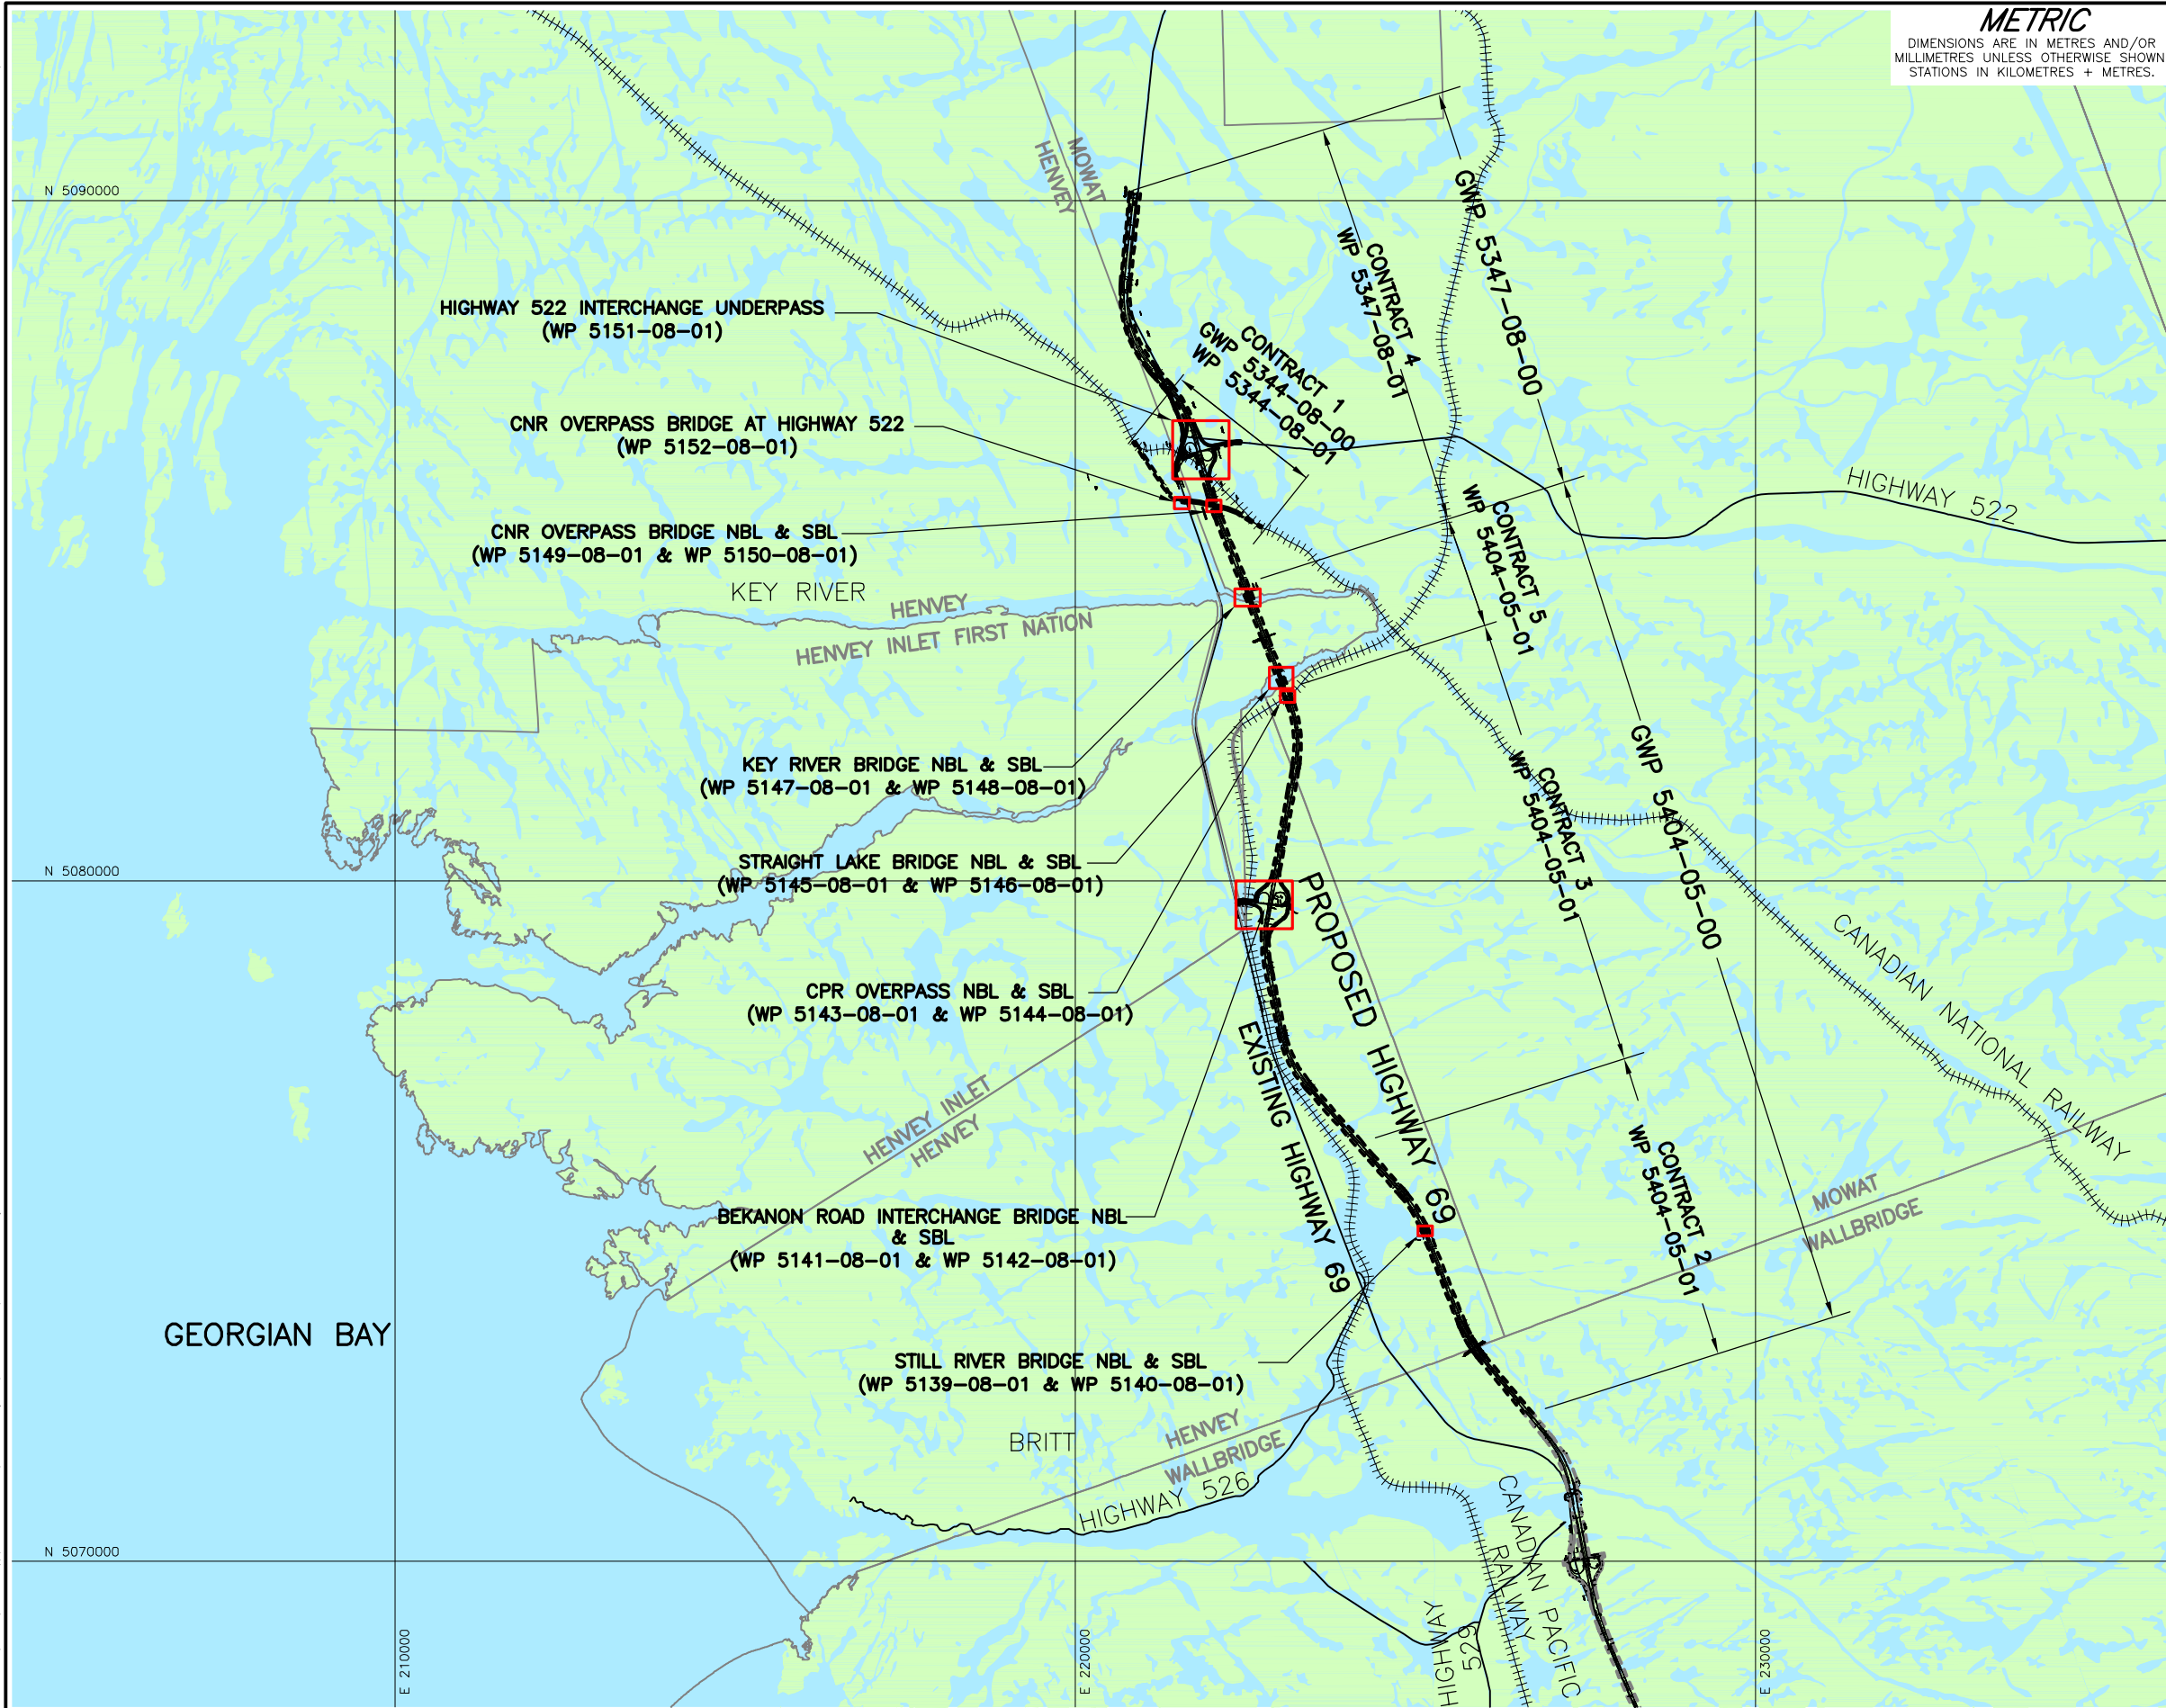 METRIC
DIMENSIONS ARE IN METRES AND/OR
MILLIMETRES UNLESS OTHERWISE SHOWN
STATIONS IN KILOMETRES + METRES.
N 5090000
MOWAT
HENVEY
GWP 5347-08-00
CONTRACT 4
WP 5347-08-01
HIGHWAY 522 INTERCHANGE UNDERPASS
(WP 5151-08-01)
CONTRACT 1
GWP 5344-08-00
WP 5344-08-01
CNR OVERPASS BRIDGE AT HIGHWAY 522
(WP 5152-08-01)
HIGHWAY 522
CNR OVERPASS BRIDGE NBL & SBL
(WP 5149-08-01 & WP 5150-08-01)
CONTRACT 5
WP 5404-05-01
KEY RIVER
HENVEY
HENVEY INLET FIRST NATION
KEY RIVER BRIDGE NBL & SBL
(WP 5147-08-01 & WP 5148-08-01)
GWP 5404-05-00
CONTRACT 3
WP 5404-05-01
STRAIGHT LAKE BRIDGE NBL & SBL
(WP 5145-08-01 & WP 5146-08-01)
N 5080000
PROPOSED HIGHWAY 69
CANADIAN NATIONAL RAILWAY
CPR OVERPASS NBL & SBL
(WP 5143-08-01 & WP 5144-08-01)
EXISTING HIGHWAY 69
HENVEY INLET
HENVEY
CONTRACT 2
WP 5404-05-01
MOWAT
WALLBRIDGE
BEKANON ROAD INTERCHANGE BRIDGE NBL
& SBL
(WP 5141-08-01 & WP 5142-08-01)
GEORGIAN BAY
STILL RIVER BRIDGE NBL & SBL
(WP 5139-08-01 & WP 5140-08-01)
BRITT
HENVEY
WALLBRIDGE
HIGHWAY 526
CANADIAN PACIFIC
RAILWAY
N 5070000
HIGHWAY
529
E 210000
E 220000
E 230000